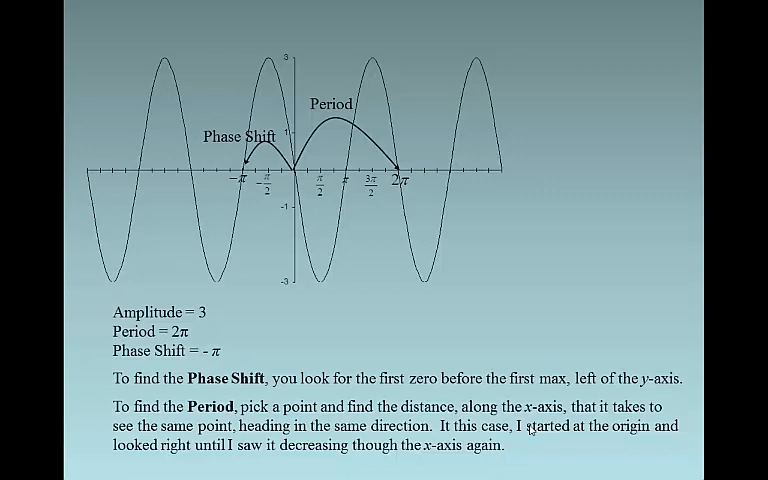 3
Period
1
Phase Shift
-π
-π/2
π/2
π
3π/2
2π
-1
-3
Amplitude = 3
Period = 2π
Phase Shift = - π
To find the Phase Shift, you look for the first zero before the first max, left of the y-axis.
To find the Period, pick a point and find the distance, along the x-axis, that it takes to
see the same point, heading in the same direction. It this case, I started at the origin and
looked right until I saw it decreasing though the x-axis again.